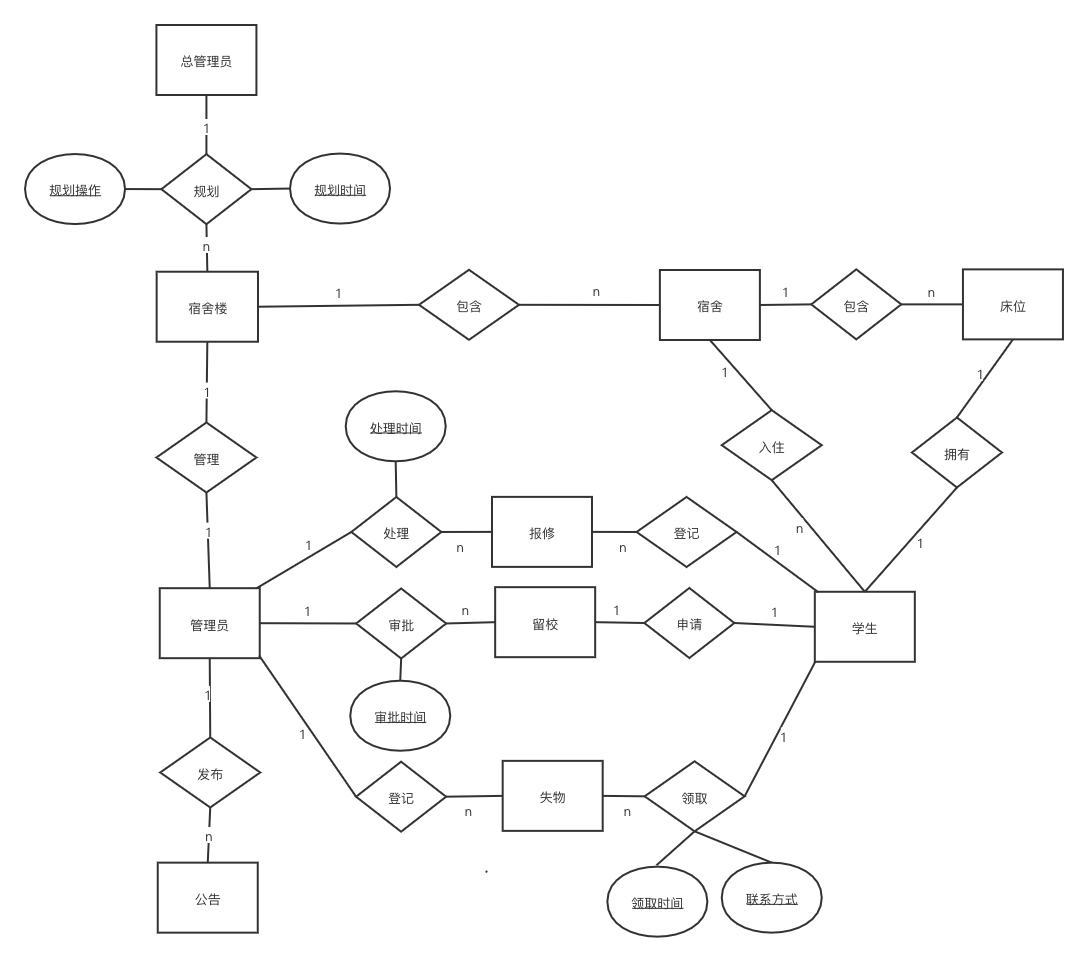 总管理员
1
规划操作
规划
规划时间
n
宿舍楼
1
包含
n
宿舍
1
包含
n
床位
1
1
1
处理时间
管理
入住
拥有
1
1
处理
n
报修
n
登记
1
n
1
管理员
1
审批
n
留校
1
申请
1
学生
1
审批时间
1
1
发布
登记
n
失物
n
领取
n
公告
领取时间
联系方式